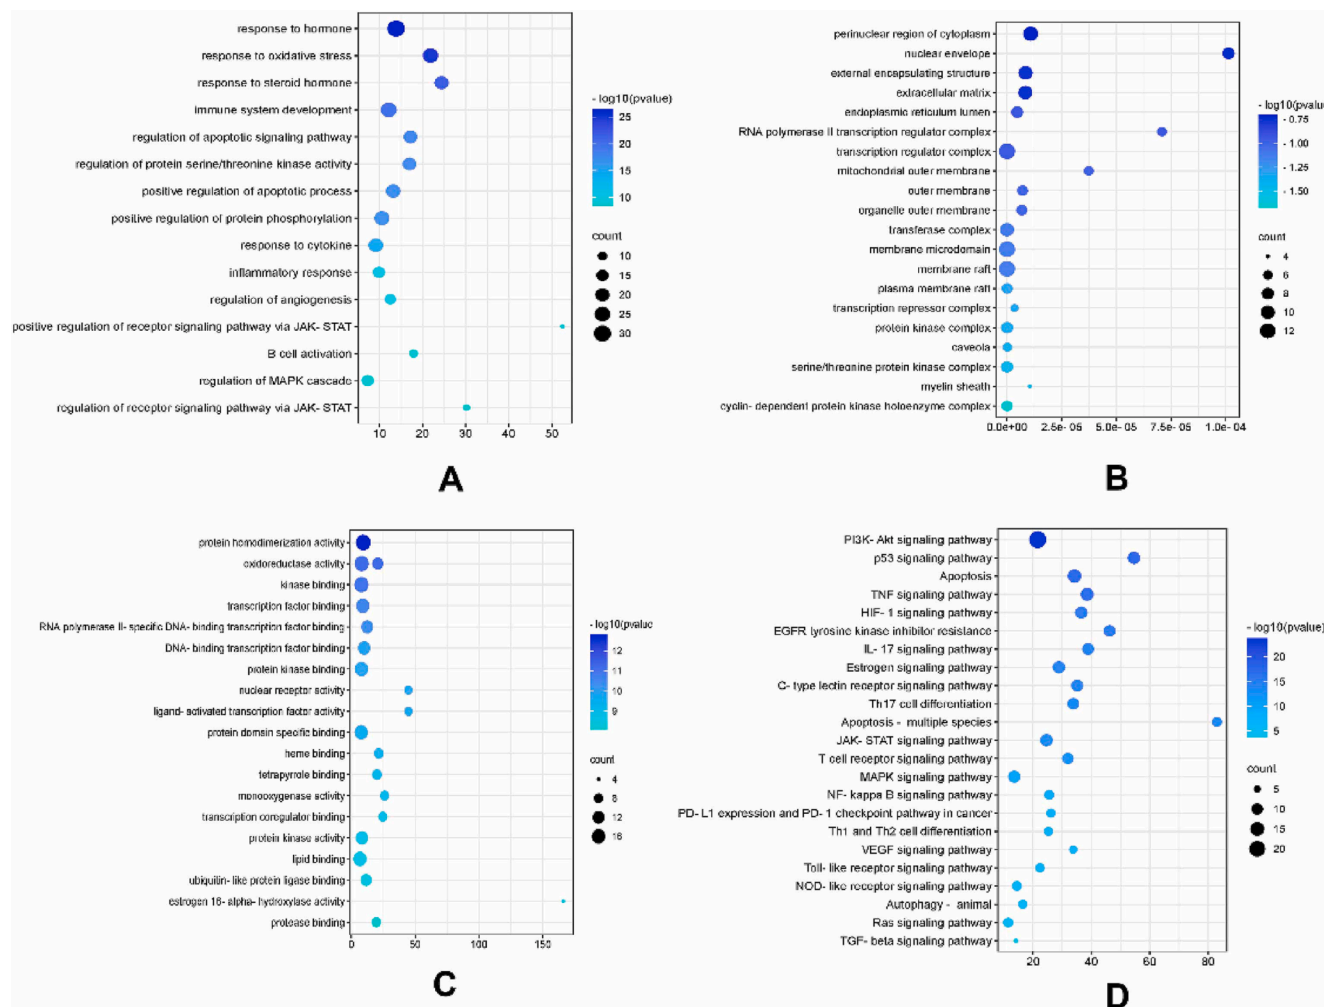 response to hormone
response to oxidative stress
response to steroid hormone
immune system development
regulation of apoptotic signaling pathway
regulation of protein serine/threonine kinase activity
positive regulation of apoptotic process
positive regulation of protein phosphorylation
response to cytokine
inflammatory response
regulation of angiogenesis
positive regulation of receptor signaling pathway via JAK- STAT
B cell activation
regulation of MAPK cascade
regulation of receptor signaling pathway via JAK- STAT
10 20 30 40 50
- log10(pvalue)
25
20
15
10
count
10
15
20
25
30
A
perinuclear region of cytoplasm
nuclear envelope
external encapsulating structure
extracellular matrix
endoplasmic reticulum lumen
RNA polymerase II transcription regulator complex
transcription regulator complex
mitochondrial outer membrane
outer membrane
organelle outer membrane
transferase complex
membrane microdomain
membrane raft
plasma membrane raft
transcription repressor complex
protein kinase complex
caveola
serine/threonine protein kinase complex
myelin sheath
cyclin- dependent protein kinase holoenzyme complex
0.0e+00 2.5e- 05 5.0e- 05 7.5e- 05 1.0e- 04
- log10(pvalue
- 0.75
- 1.00
- 1.25
- 1.50
count
4
6
8
10
12
B
protein homodimerization activity
oxidoreductase activity
kinase binding
transcription factor binding
RNA polymerase II- specific DNA- binding transcription factor binding
DNA- binding transcription factor binding
protein kinase binding
nuclear receptor activity
ligand- activated transcription factor activity
protein domain specific binding
heme binding
tetrapyrrole binding
monooxygenase activity
transcription coregulator binding
protein kinase activity
lipid binding
ubiquitin- like protein ligase binding
estrogen 16- alpha- hydroxylase activity
protease binding
0 50 100 150
- log10(pvaluc
12
11
10
9
count
4
8
12
16
C
PI3K- Akt signaling pathway
p53 signaling pathway
Apoptosis
TNF signaling pathway
HIF- 1 signaling pathway
EGFR tyrosine kinase inhibitor resistance
IL- 17 signaling pathway
Estrogen signaling pathway
C- type lectin receptor signaling pathway
Th17 cell differentiation
Apoptosis - multiple species
JAK- STAT signaling pathway
T cell receptor signaling pathway
MAPK signaling pathway
NF- kappa B signaling pathway
PD- L1 expression and PD- 1 checkpoint pathway in cancer
Th1 and Th2 cell differentiation
VEGF signaling pathway
Toll- like receptor signaling pathway
NOD- like receptor signaling pathway
Autophagy - animal
Ras signaling pathway
TGF- beta signaling pathway
20 40 60 80
- log10(pvalue)
20
15
10
5
count
5
10
15
20
D